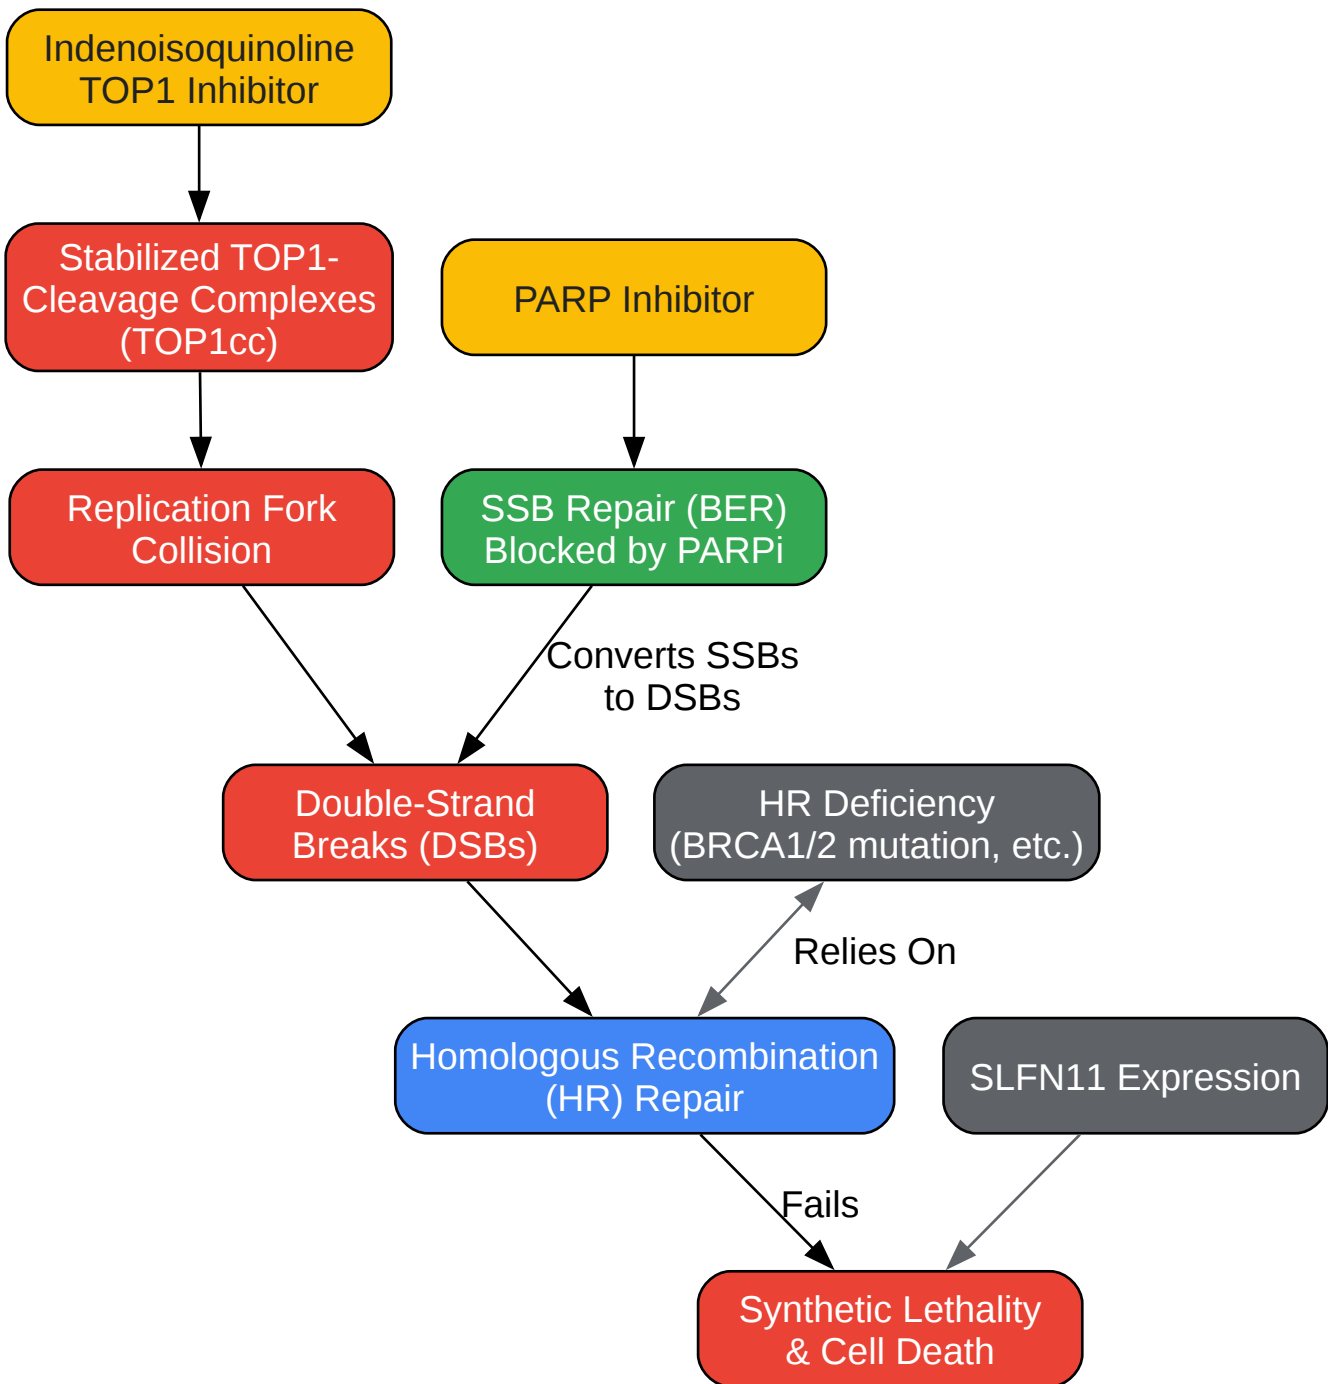 Indenoisoquinoline
TOP1 Inhibitor
Stabilized TOP1-
Cleavage Complexes
(TOP1cc)
PARP Inhibitor
Replication Fork
Collision
SSB Repair (BER)
Blocked by PARPi
Converts SSBs
to DSBs
Double-Strand
Breaks (DSBs)
HR Deficiency
(BRCA1/2 mutation, etc.)
Relies On
Homologous Recombination
(HR) Repair
SLFN11 Expression
Fails
Synthetic Lethality
& Cell Death